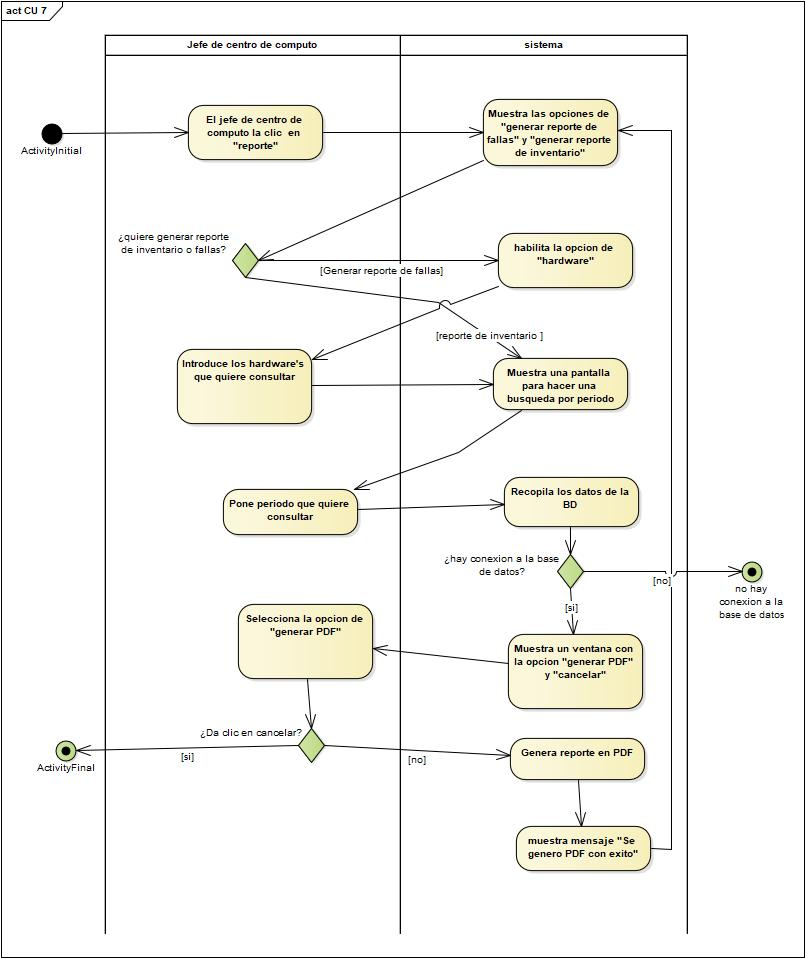 act CU 7
Jefe de centro de computo
sistema
El jefe de centro de
computo la clic en
"reporte"
Muestra las opciones de
"generar reporte de
fallas" y "generar reporte
de inventario"
ActivityInitial
¿quiere generar reporte
de inventario o fallas?
habilita la opcion de
"hardware"
[Generar reporte de fallas]
[reporte de inventario ]
Introduce los hardware's
que quiere consultar
Muestra una pantalla
para hacer una
busqueda por periodo
Pone periodo que quiere
consultar
Recopila los datos de la
BD
¿hay conexion a la base
de datos?
[no]
no hay
conexion a la
base de datos
[si]
Selecciona la opcion de
"generar PDF"
Muestra un ventana con
la opcion "generar PDF"
y "cancelar"
¿Da clic en cancelar?
[si]
[no]
ActivityFinal
Genera reporte en PDF
muestra mensaje "Se
genero PDF con exito"